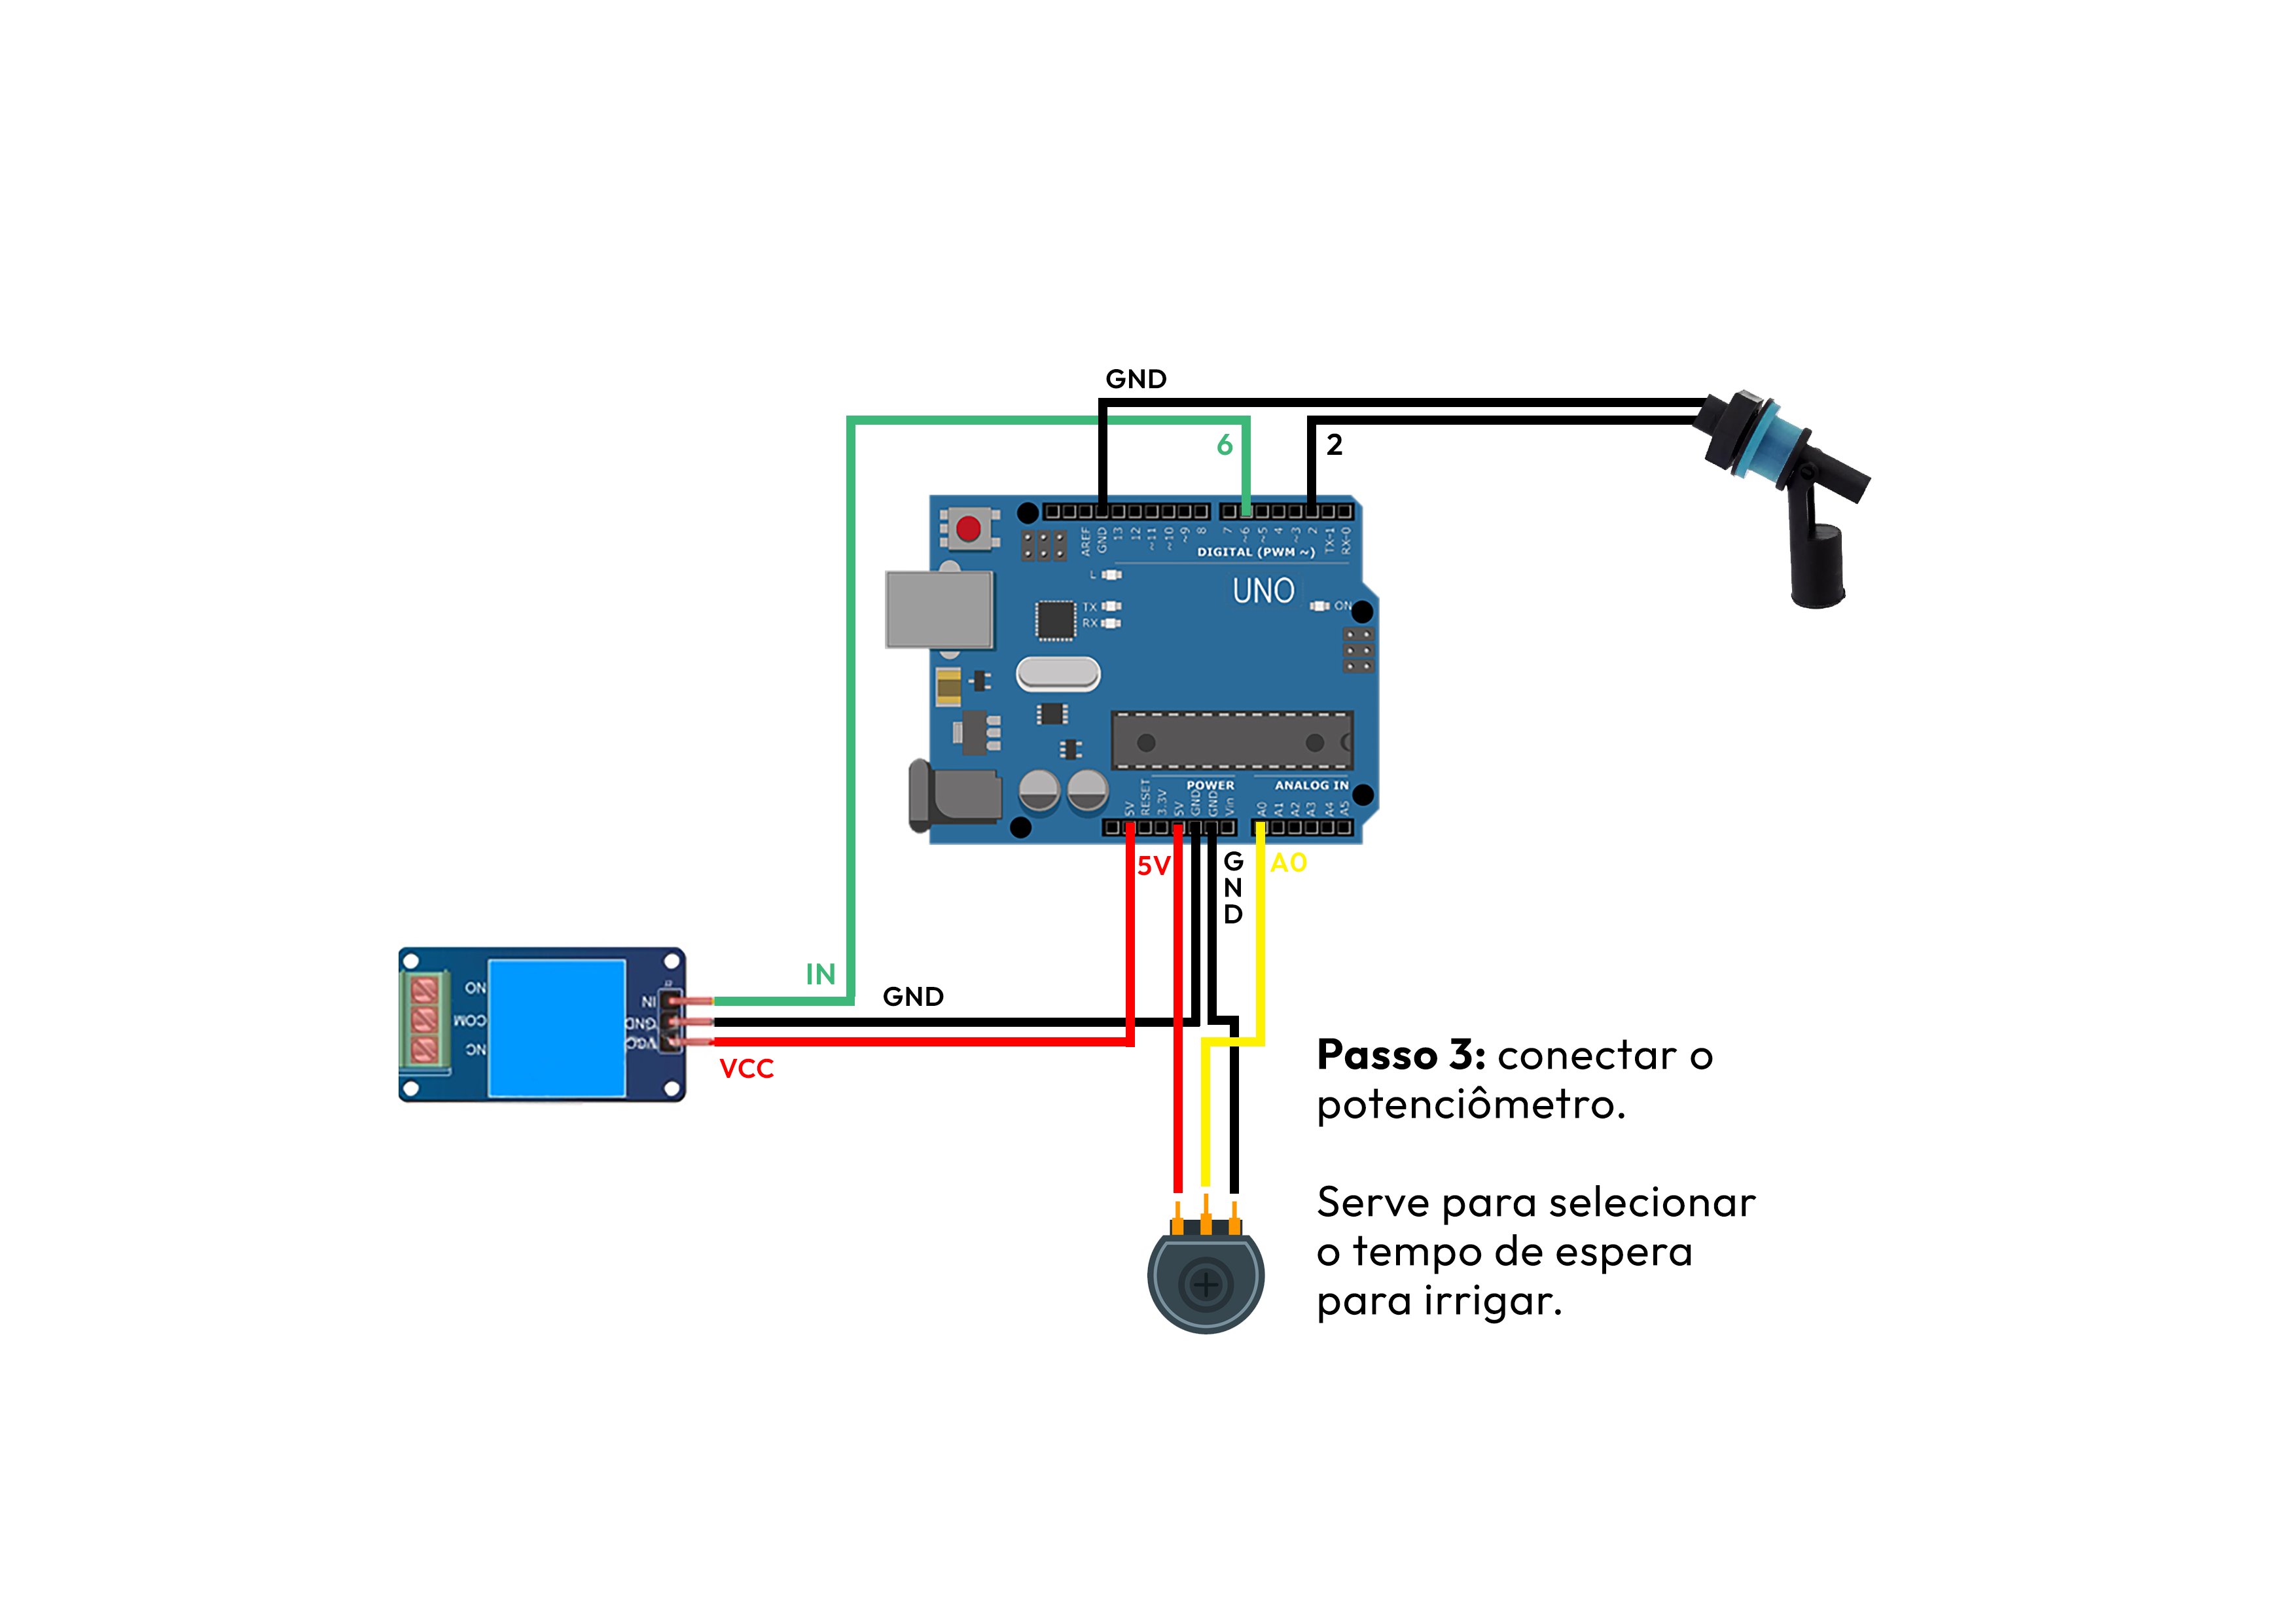 GND
6
2
AREF
GND
13
12
~11
~10
~9
8
7
~6
~5
4
~3
2
TX-1
RX-0
DIGITAL (PWM ~)
L
UNO
TX
RX
ON
POWER
ANALOG IN
5V
RESET
3.3V
5V
GND
GND
Vin
A0
A1
A2
A3
A4
A5
5V
GND
A0
IN
GND
VCC
NO
COM
NC
IN
GND
VCC
Passo 3: conectar o
potenciômetro.
Serve para selecionar
o tempo de espera
para irrigar.